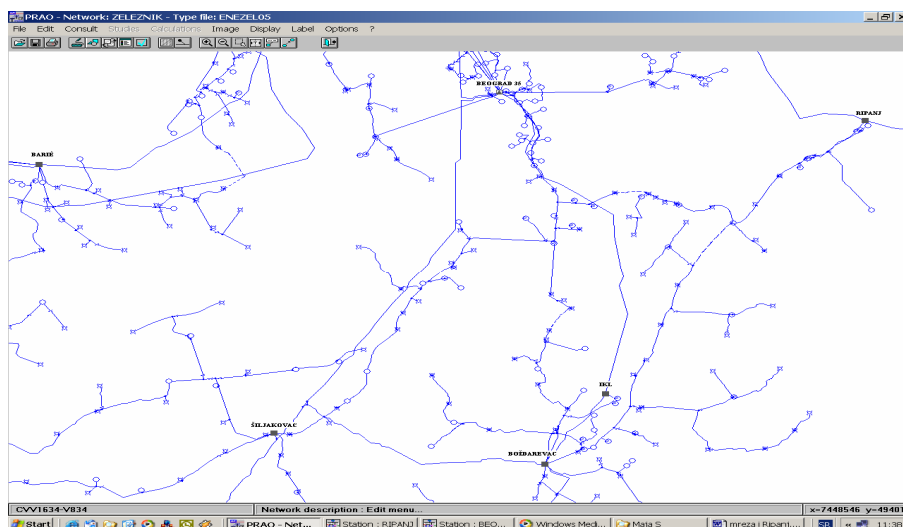 PRAO - Network: ZELEZNIK - Type file: ENEZEL05
File Edit Consult Studies Calculations Image Display Label Options ?
BEOGRAD 35
RIPANJ
BARIĖ
IKL
ŠILJAKOVAC
BOŽDAREVAC
CVV1634-V834 Network description : Edit menu... x=7448546 y=49401
Start PRAO - Net... Station : RIPANJ Station : BEO... Windows Medi... Maja S mreza i Ripanj.... SR « 11:38